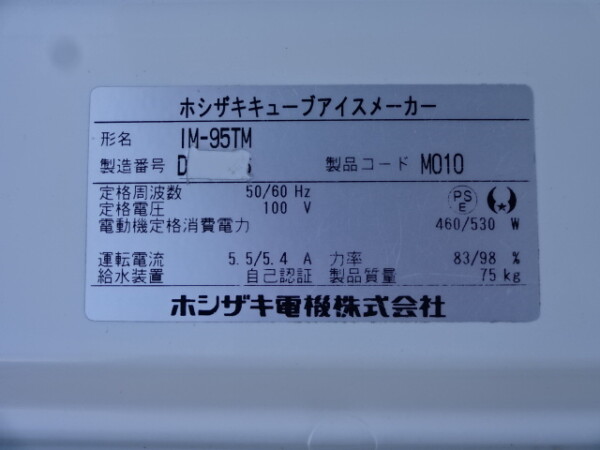 ホシザキキューブアイスメーカー
形名 IM-95TM
製造番号 D 製品コード M010
定格周波数 50/60 Hz
定格電圧 100 V
電動機定格消費電力 460/530 W
PS
E
運転電流 5.5/5.4 A 力率 83/98 %
給水装置 自己認証 製品質量 75 kg
ホシザキ電機株式会社